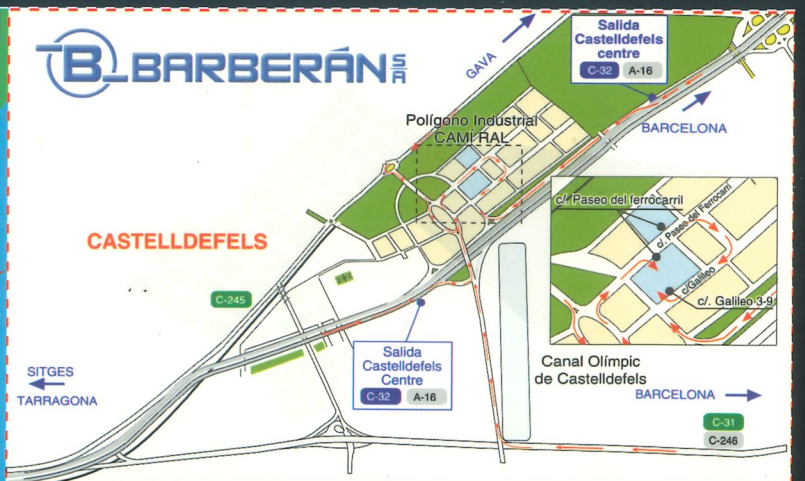 B BARBERÁN S/A
GAVA
Salida
Castelldefels
centre
C-32 A-16
BARCELONA
Polígono Industrial
CAMÍ RAL
c/. Paseo del ferrocarril
c/. Paseo del Ferrocarri
c/Galileo
c/. Galileo 3-9
CASTELLDEFELS
C-245
Salida
Castelldefels
Centre
C-32 A-16
Canal Olímpic
de Castelldefels
SITGES
TARRAGONA
BARCELONA
C-31
C-246